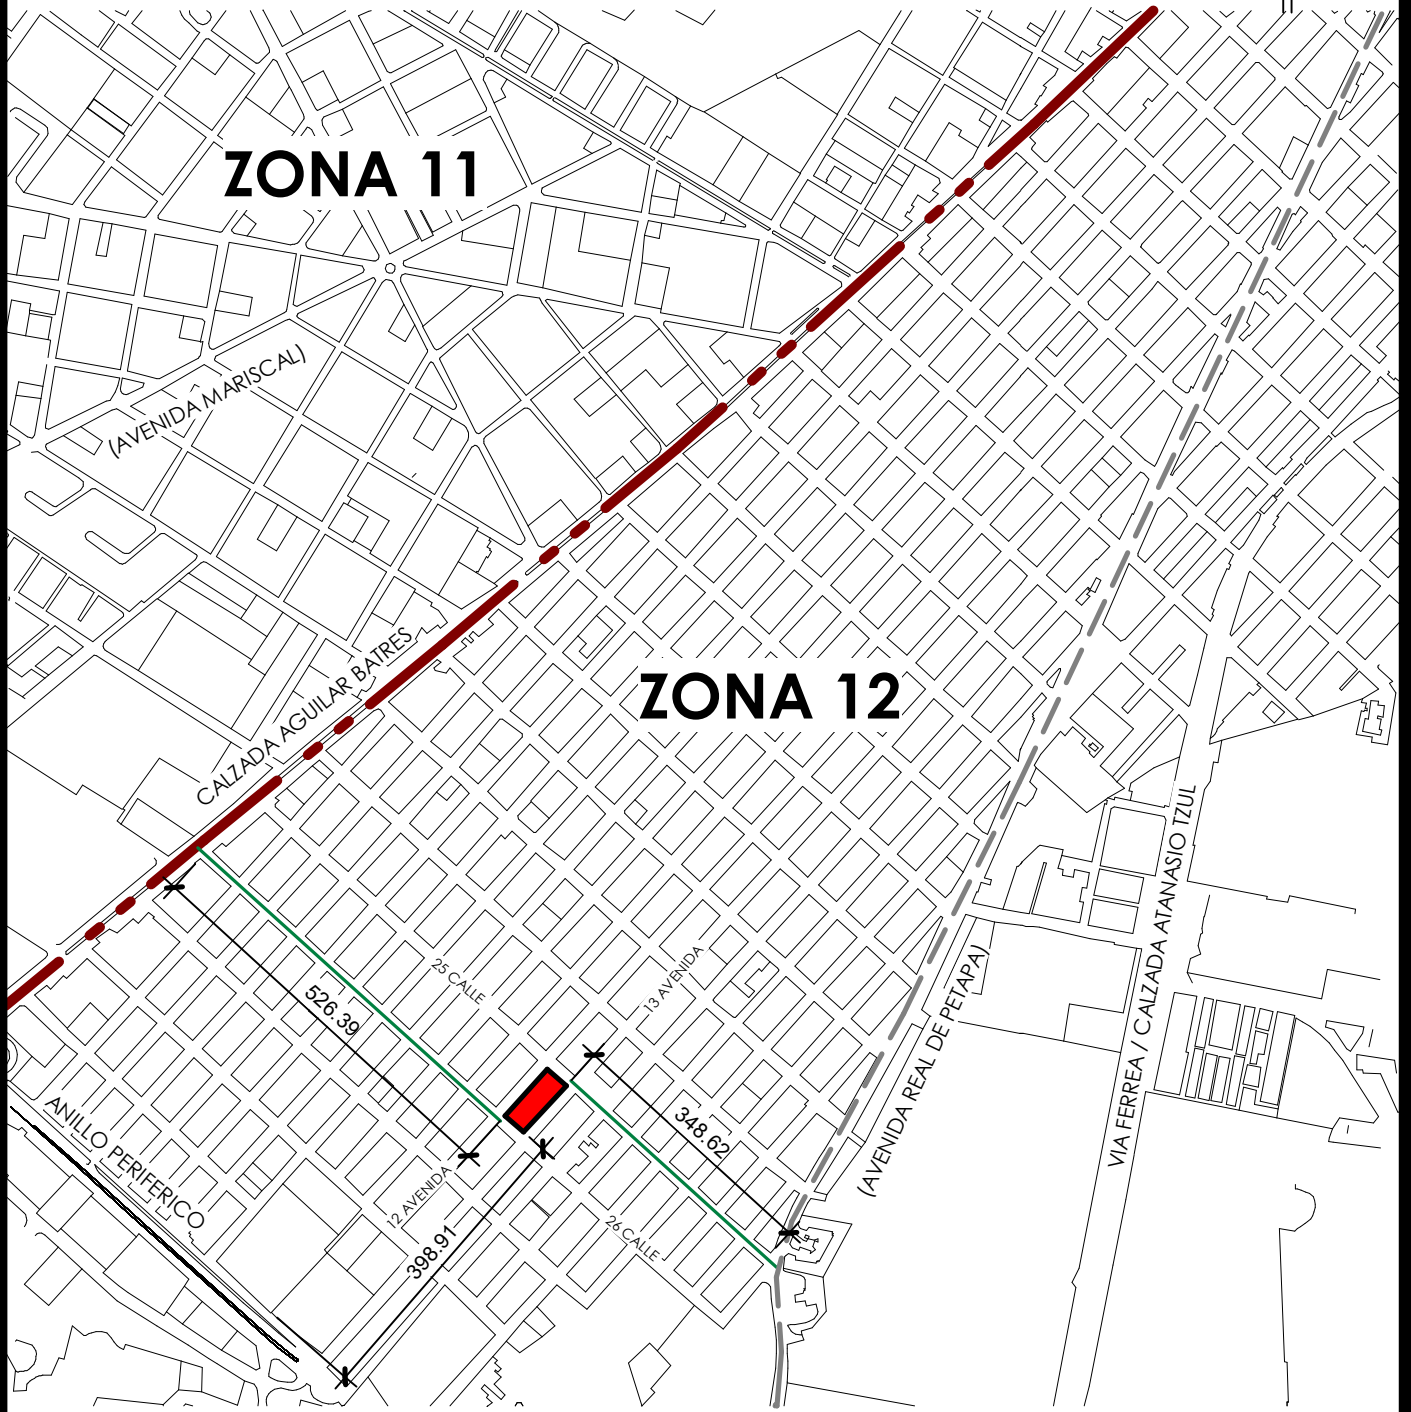 ZONA 11
(AVENIDA MARISCAL)
CALZADA AGUILAR BATRES
ZONA 12
VIA FERREA / CALZADA ATANASIO TZUL
(AVENIDA REAL DE PETAPA)
25 CALLE
13 AVENIDA
526.39
348.62
ANILLO PERIFERICO
12 AVENIDA
398.91
26 CALLE